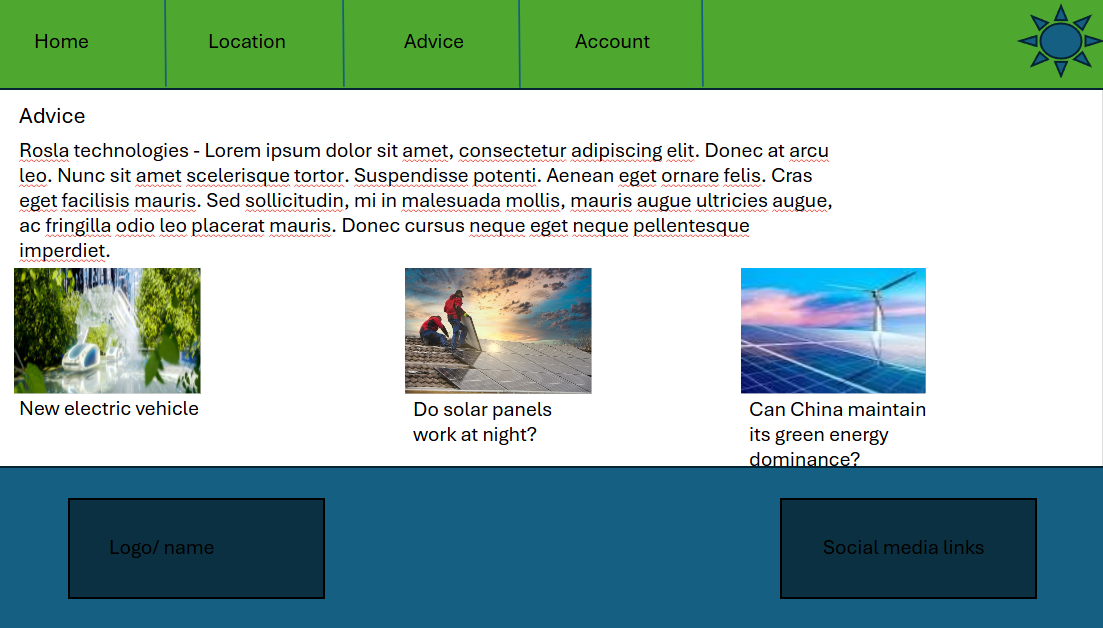 Home Location Advice Account
Advice
Rosla technologies - Lorem ipsum dolor sit amet, consectetur adipiscing elit. Donec at arcu
leo. Nunc sit amet scelerisque tortor. Suspendisse potenti. Aenean eget ornare felis. Cras
eget facilisis mauris. Sed sollicitudin, mi in malesuada mollis, mauris augue ultricies augue,
ac fringilla odio leo placerat mauris. Donec cursus neque eget neque pellentesque
imperdiet.
New electric vehicle
Do solar panels
work at night?
Can China maintain
its green energy
dominance?
Logo/ name
Social media links